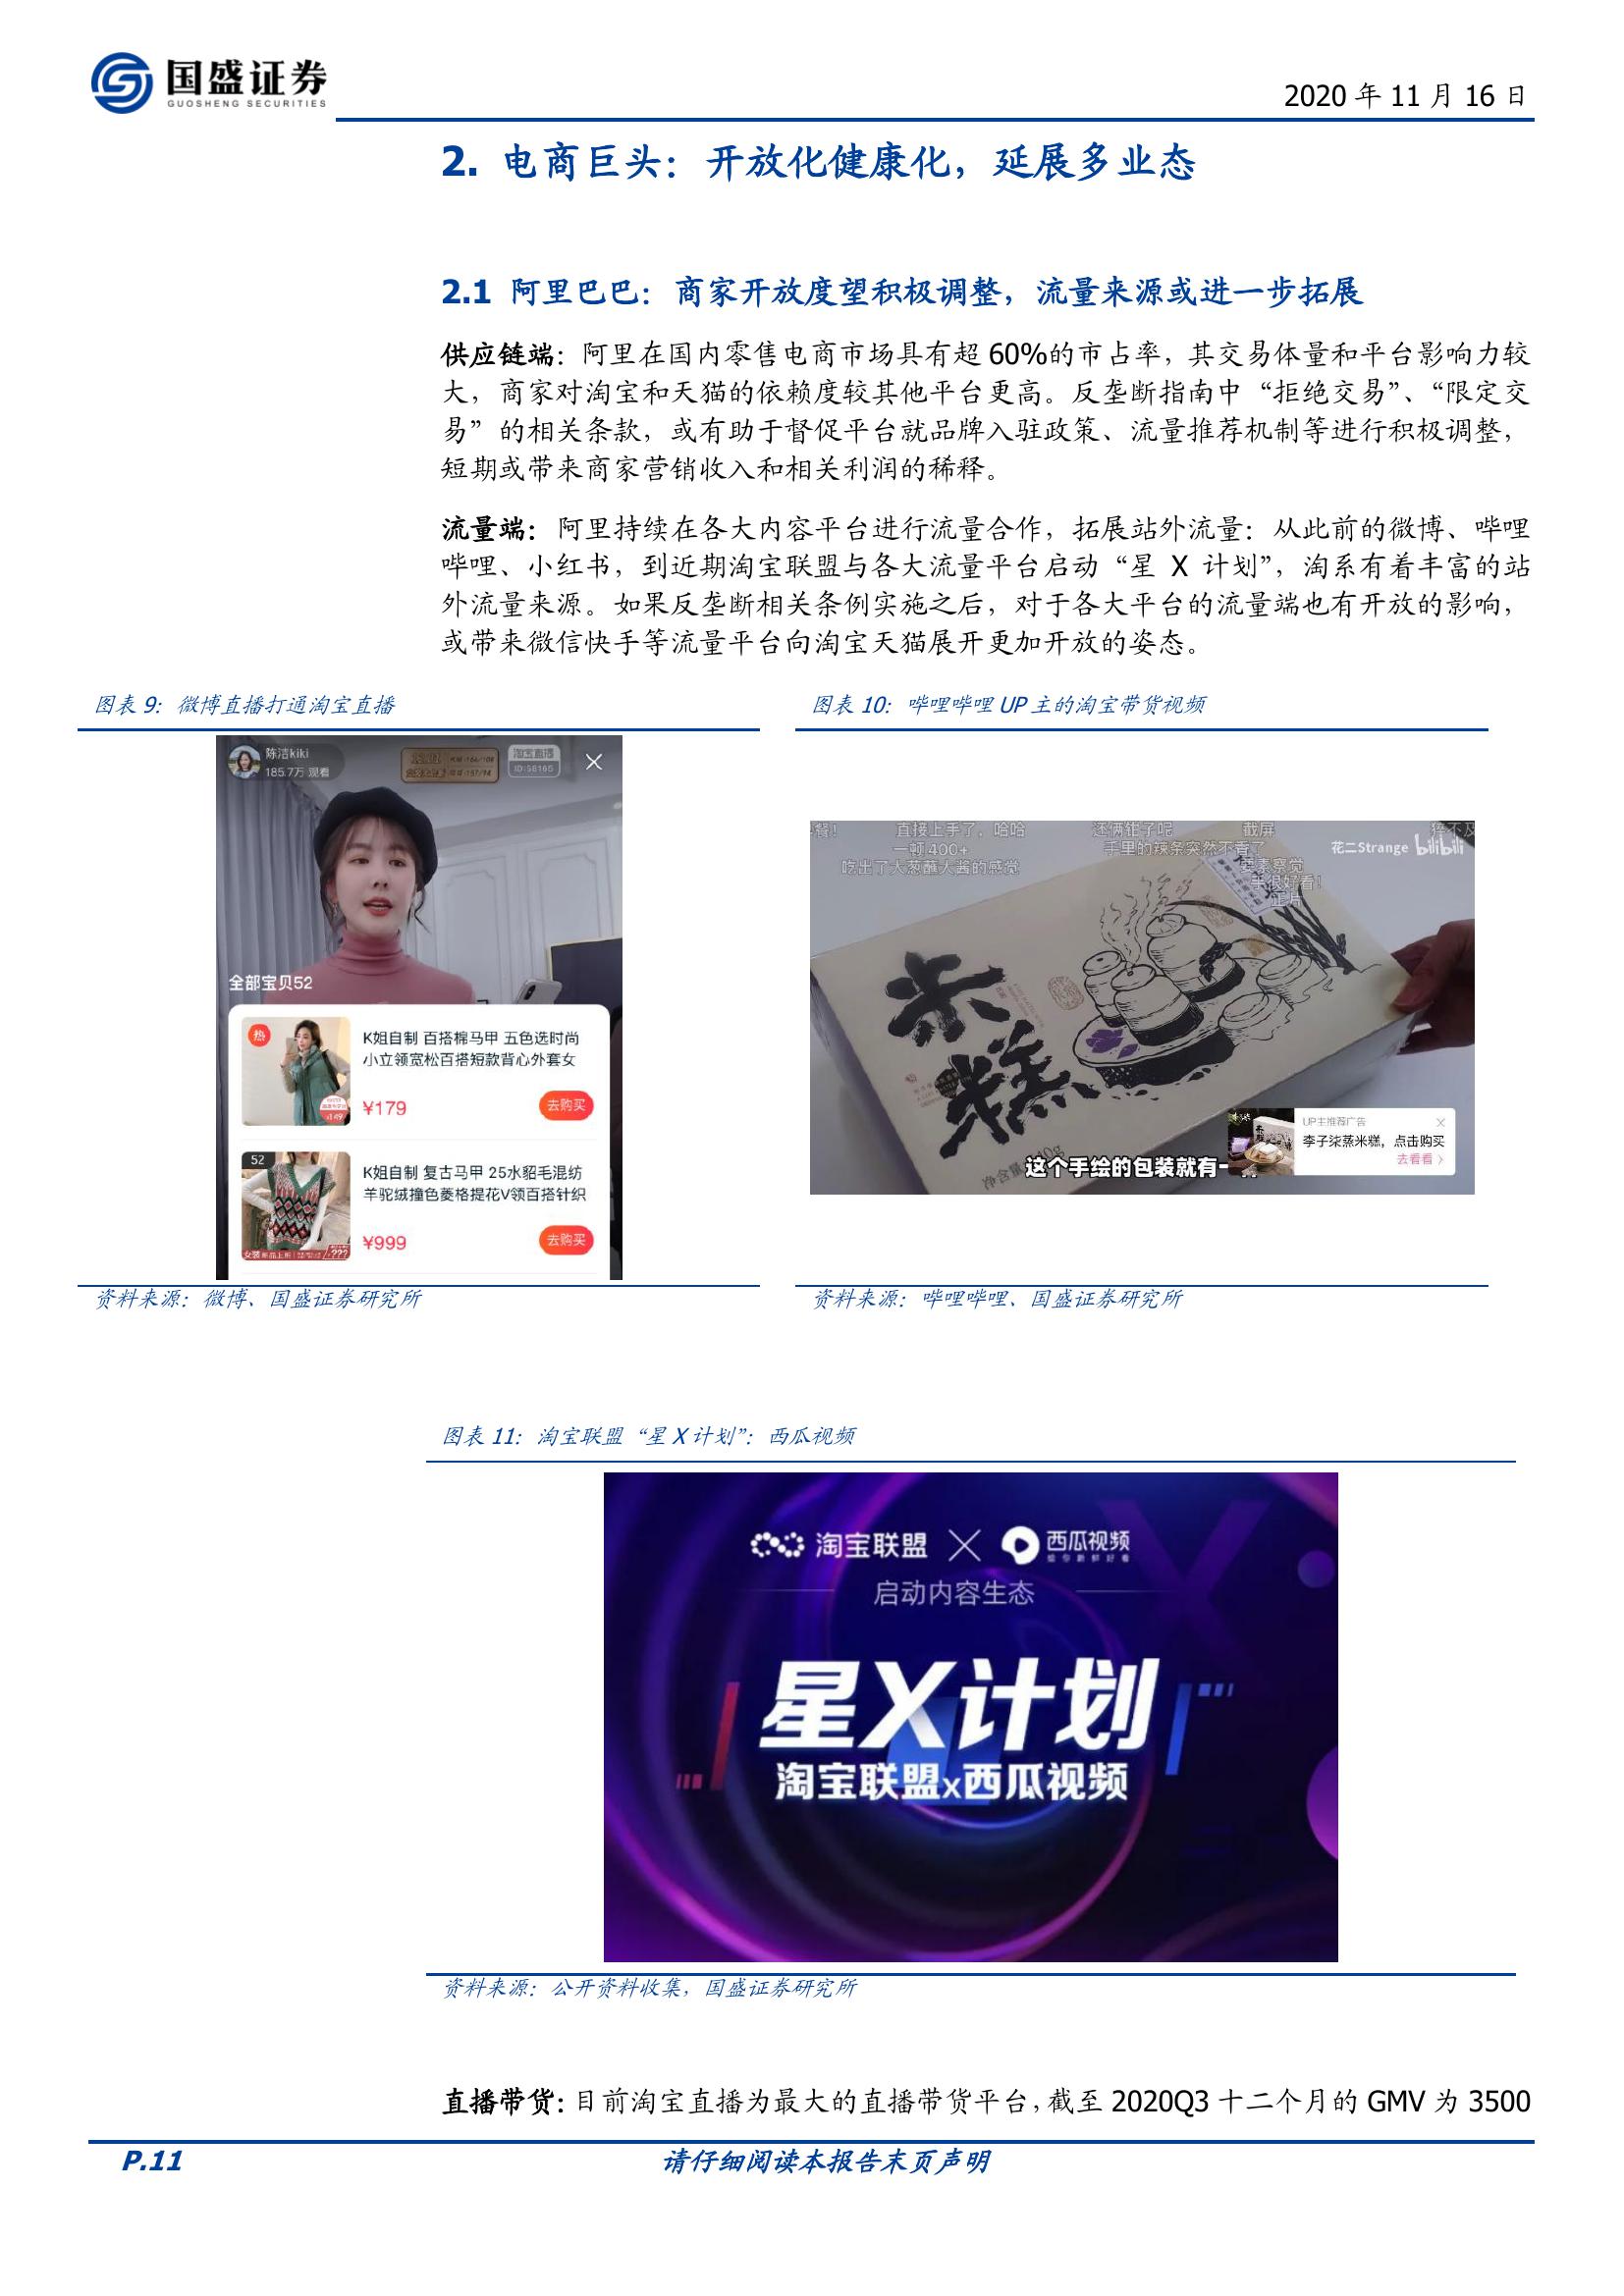 国盛证券
GUOSHENG SECURITIES
2020 年 11 月 16 日
2. 电商巨头：开放化健康化，延展多业态
2.1 阿里巴巴：商家开放度望积极调整，流量来源或进一步拓展
供应链端：阿里在国内零售电商市场具有超 60%的市占率，其交易体量和平台影响力较
大，商家对淘宝和天猫的依赖度较其他平台更高。反垄断指南中“拒绝交易”、“限定交
易”的相关条款，或有助于督促平台就品牌入驻政策、流量推荐机制等进行积极调整，
短期或带来商家营销收入和相关利润的稀释。
流量端：阿里持续在各大内容平台进行流量合作，拓展站外流量：从此前的微博、哔哩
哔哩、小红书，到近期淘宝联盟与各大流量平台启动“星 X 计划”，淘系有着丰富的站
外流量来源。如果反垄断相关条例实施之后，对于各大平台的流量端也有开放的影响，
或带来微信快手等流量平台向淘宝天猫展开更加开放的姿态。
图表 9：微博直播打通淘宝直播
陈洁kiki
185.7万 观看
淘宝直播
ID:58165
全部宝贝52
热
K姐自制 百搭棉马甲 五色选时尚
小立领宽松百搭短款背心外套女
¥179
去购买
52
K姐自制 复古马甲 25水貂毛混纺
羊驼绒撞色菱格提花V领百搭针织
¥999
去购买
资料来源：微博、国盛证券研究所
图表 10：哔哩哔哩 UP 主的淘宝带货视频
直接上手了，哈哈
还俩钳子呢
截屏
一顿400+
手里的辣条突然不香了
吃出了大葱蘸大酱的感觉
要素察觉
手很好看！
正片
花二Strange bilibili
米糕
UP主推荐广告
李子柒蒸米糕，点击购买
去看看
这个手绘的包装就有一
资料来源：哔哩哔哩、国盛证券研究所
图表 11：淘宝联盟“星 X 计划”：西瓜视频
淘宝联盟 × 西瓜视频
给你新鲜好看
启动内容生态
星X计划
淘宝联盟x西瓜视频
资料来源：公开资料收集，国盛证券研究所
直播带货：目前淘宝直播为最大的直播带货平台，截至 2020Q3 十二个月的 GMV 为 3500
P.11
请仔细阅读本报告末页声明